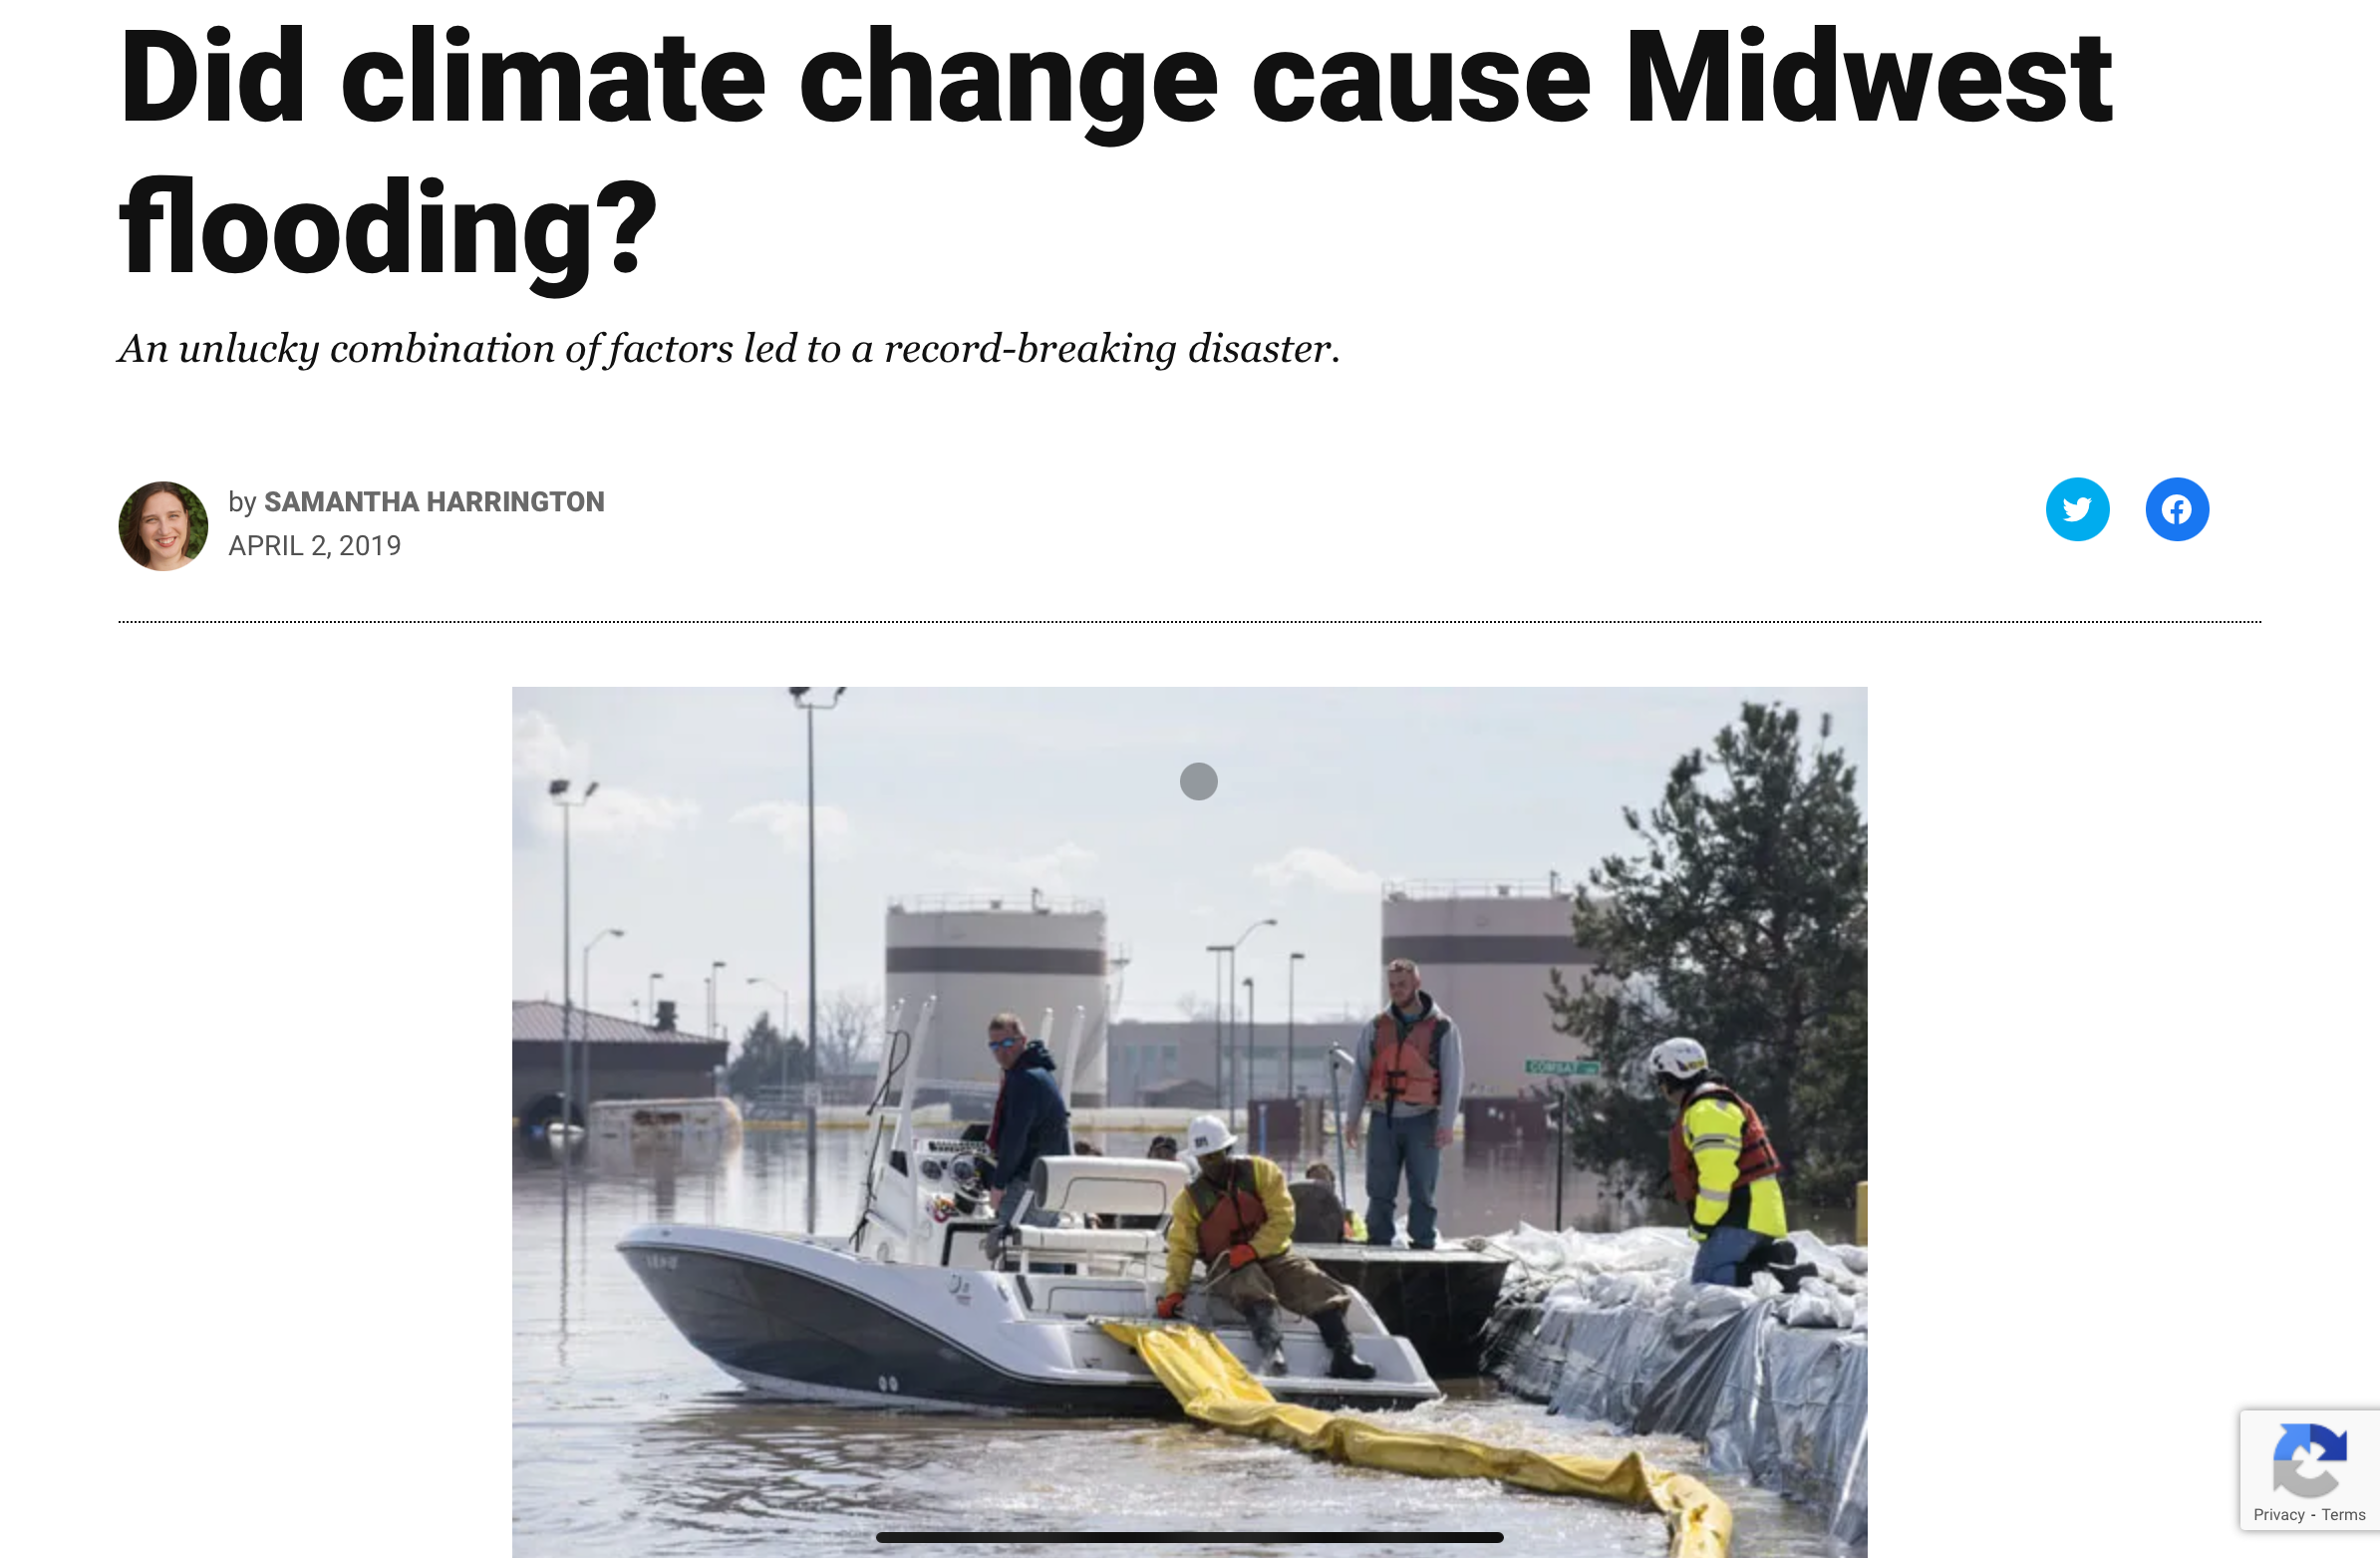 Did climate change cause Midwest
flooding?
An unlucky combination of factors led to a record-breaking disaster.
by SAMANTHA HARRINGTON
APRIL 2, 2019
COMBAT
Privacy - Terms